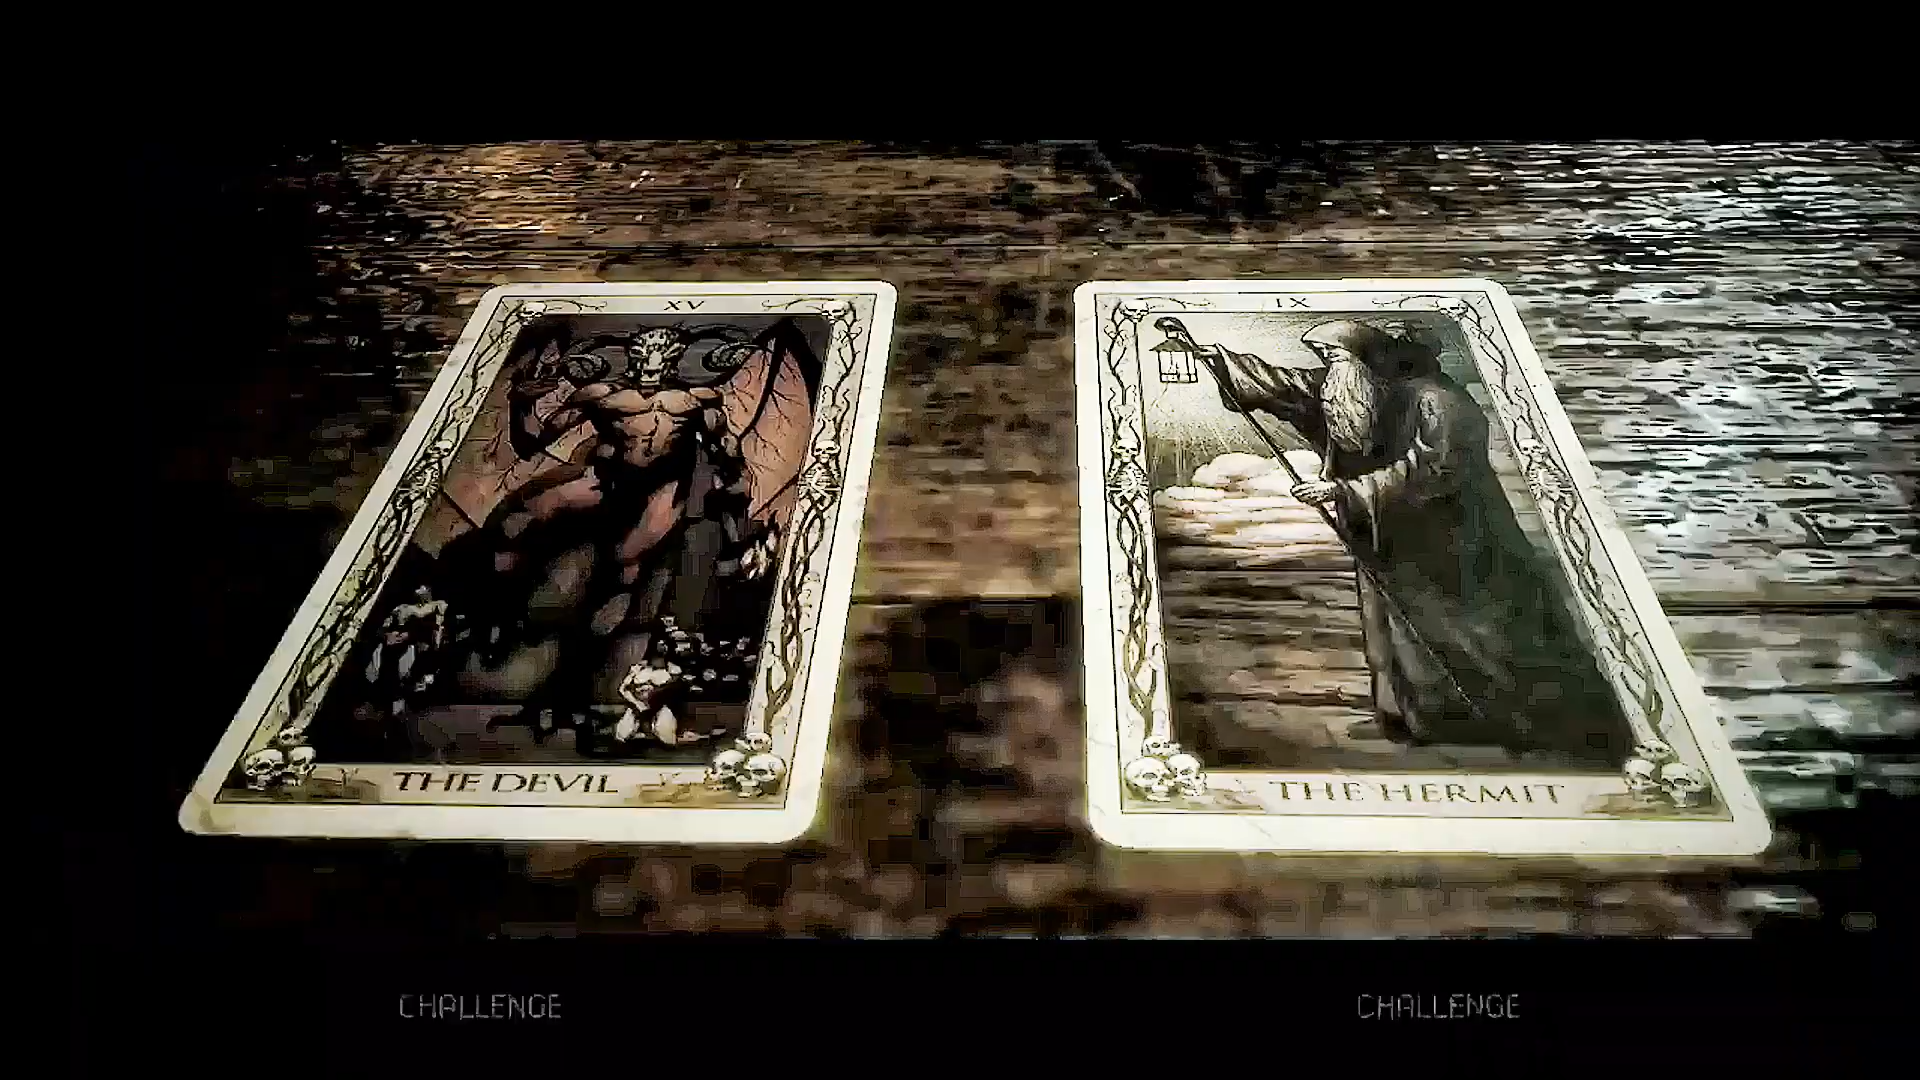 XV
THE DEVIL
IX
THE HERMIT
CHALLENGE
CHALLENGE